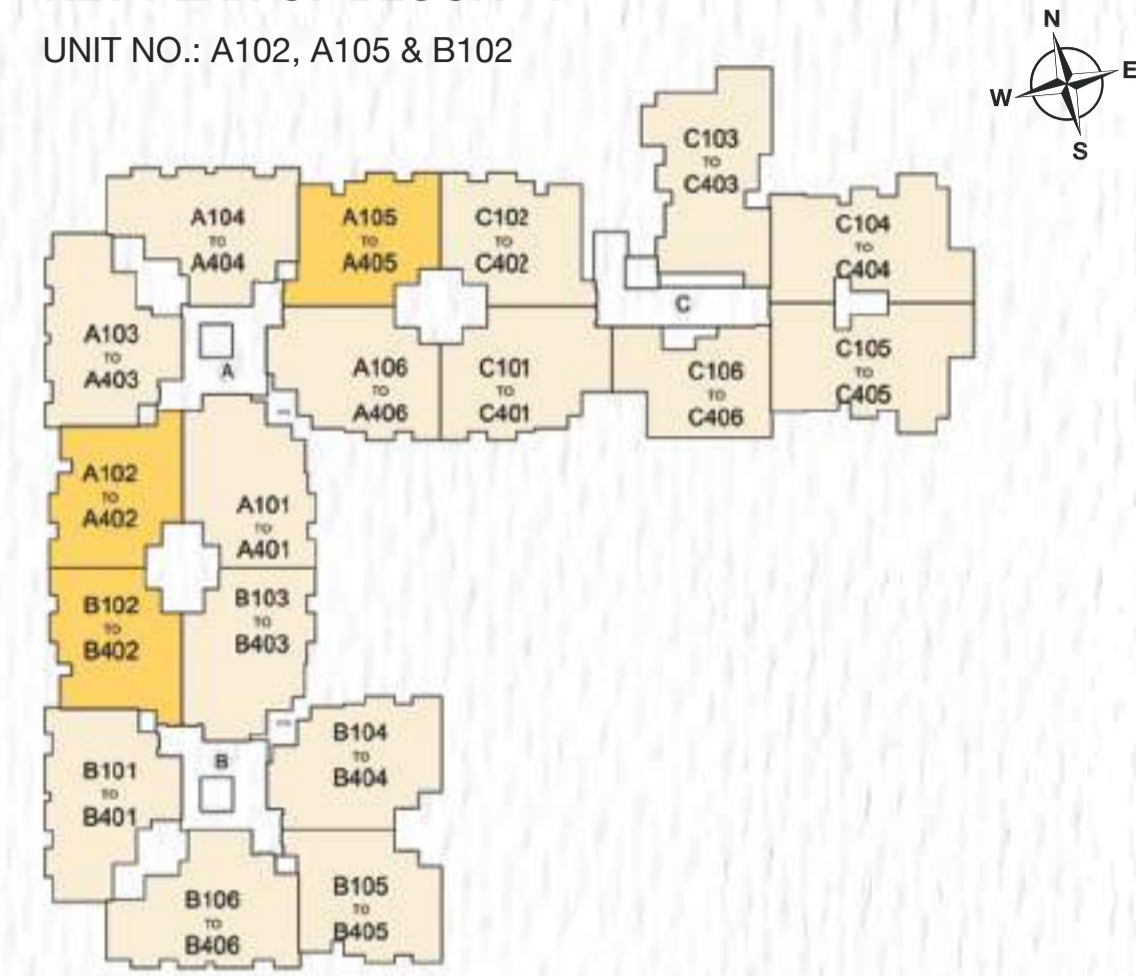 UNIT NO.: A102, A105 & B102
N
W
E
S
C103
TO
C403
A104
TO
A404
A105
TO
A405
C102
TO
C402
C104
TO
C404
A103
TO
A403
A
C
A106
TO
A406
C101
TO
C401
C106
TO
C406
C105
TO
C405
A102
TO
A402
A101
TO
A401
B102
TO
B402
B103
TO
B403
B101
TO
B401
B
B104
TO
B404
B106
TO
B406
B105
TO
B405